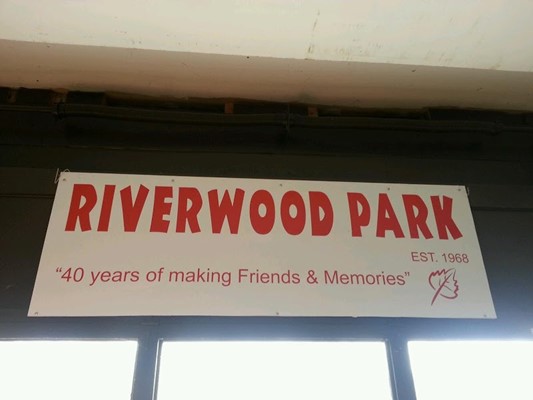 RIVERWOOD PARK
EST. 1968
"40 years of making Friends & Memories"